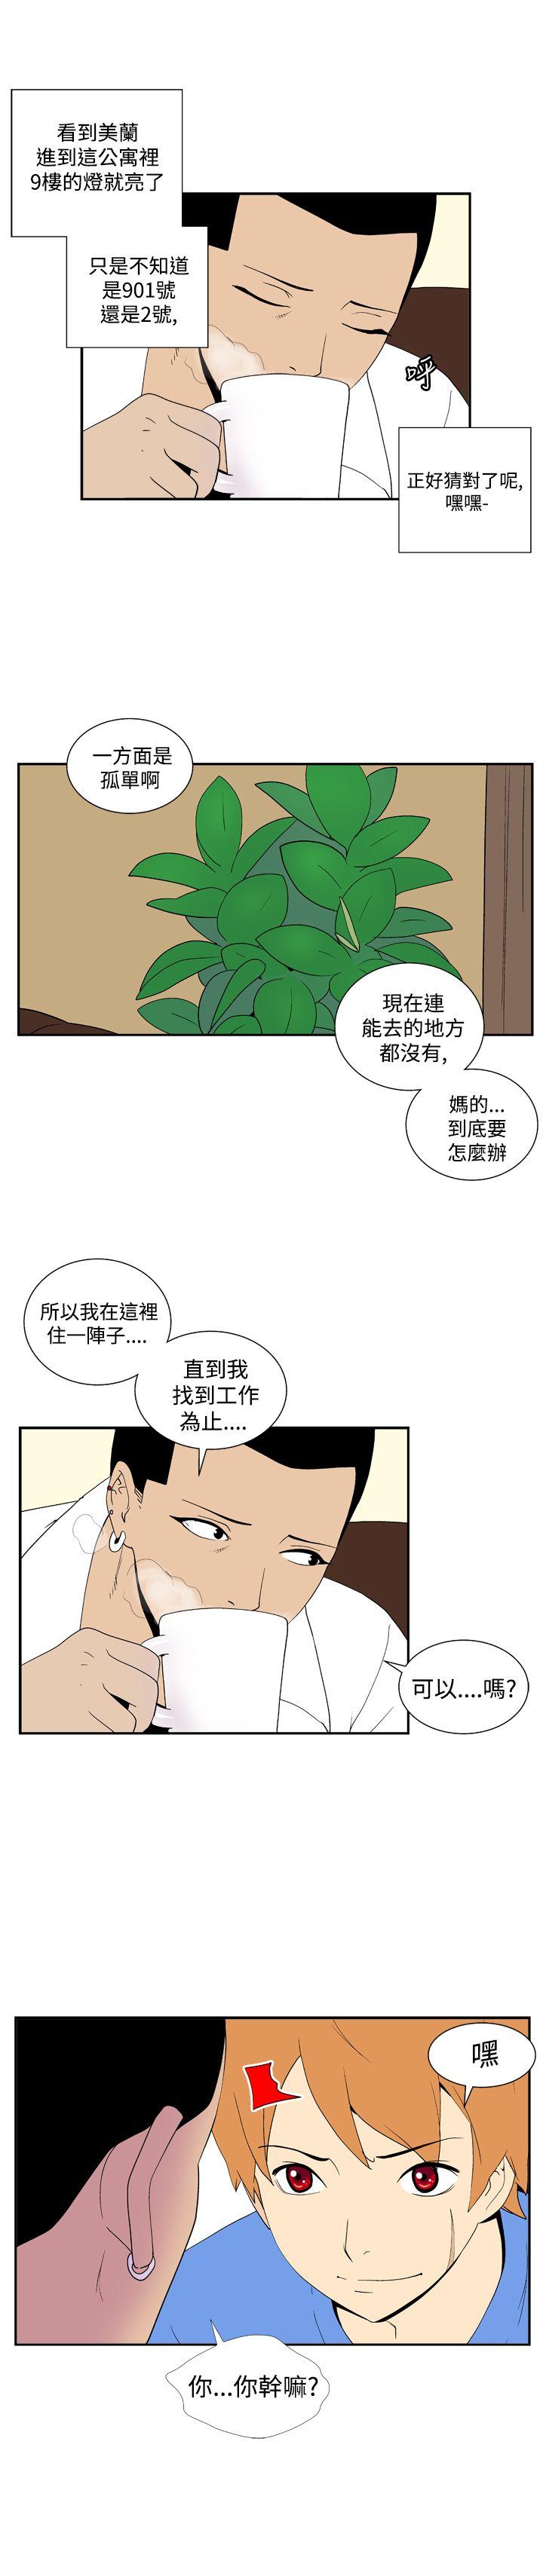 看到美蘭
進到這公寓裡
9樓的燈就亮了
只是不知道
是901號
還是2號,
呼
正好猜對了呢,
嘿嘿-
一方面是
孤單啊
現在連
能去的地方
都沒有,
媽的...
到底要
怎麼辦
所以我在這裡
住一陣子....
直到我
找到工作
為止....
可以....嗎?
嘿
你...你幹嘛?